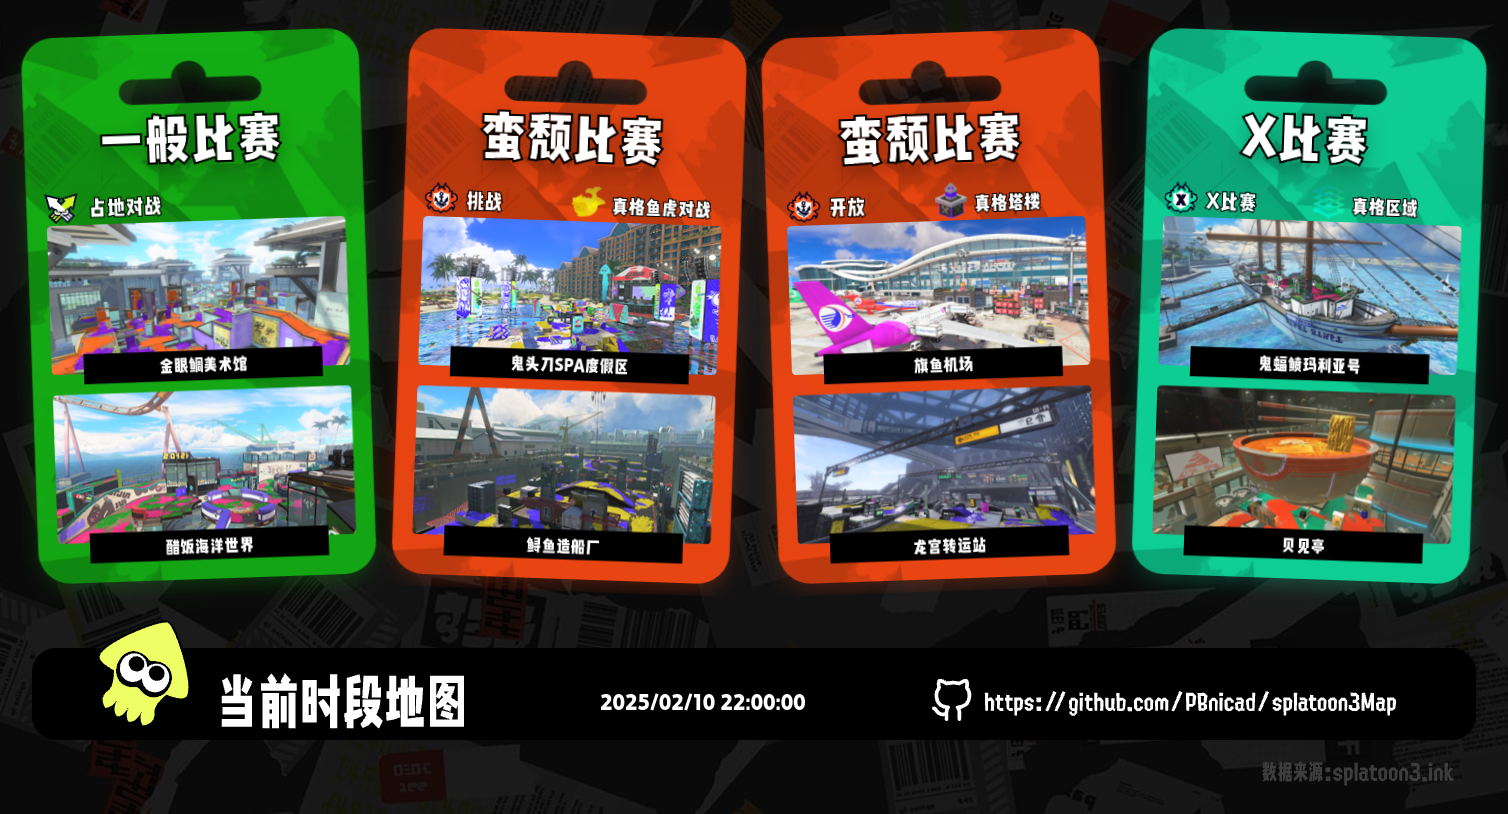 一般比赛
占地对战
金眼鲷美术馆
醋饭海洋世界
蛮颓比赛
挑战
真格鱼虎对战
鬼头刀SPA度假区
鲟鱼造船厂
蛮颓比赛
开放
真格塔楼
旗鱼机场
龙宫转运站
X比赛
X比赛
真格区域
鬼蝠鲼玛利亚号
贝见亭
当前时段地图
2025/02/10 22:00:00
https://github.com/PBnicad/splatoon3Map
数据来源:splatoon3.ink